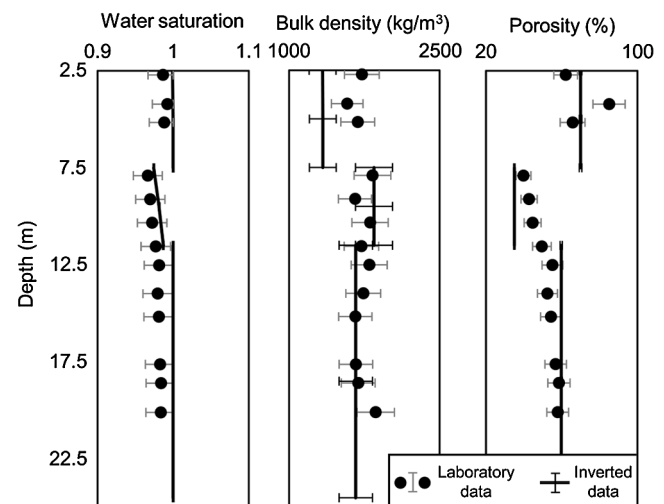 Water saturation Bulk density (kg/m³) Porosity (%)
0.9 1 1.1 1000 2500 20 100
2.5
7.5
12.5
17.5
22.5
Depth (m)
Laboratory data
Inverted data